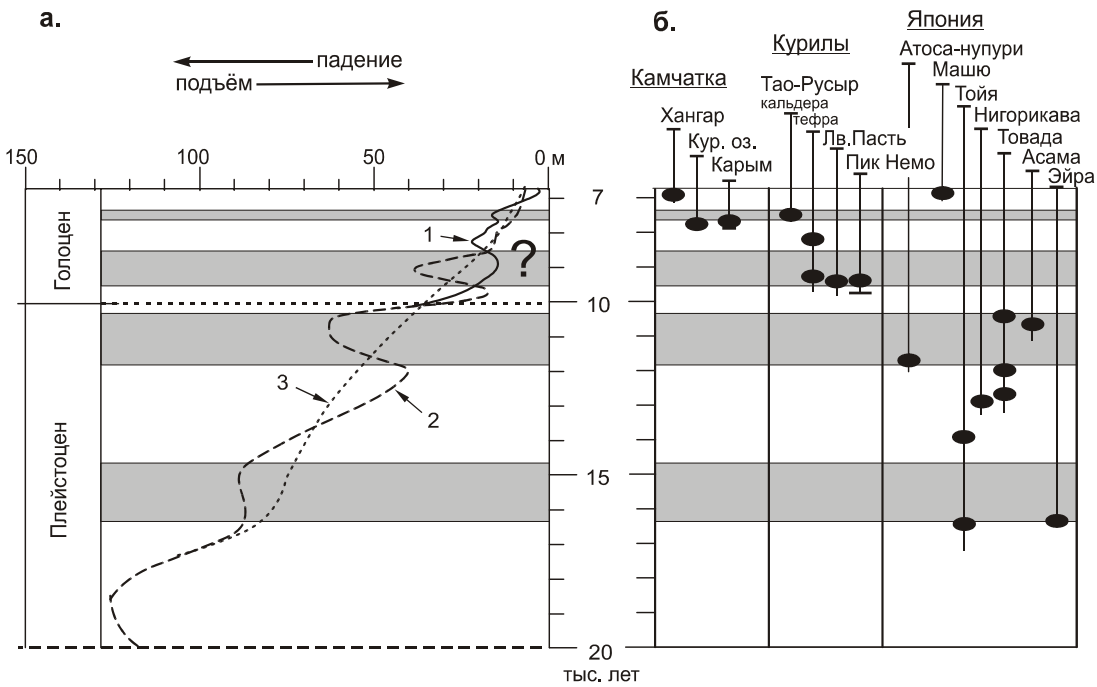 а.
падение
подъём
150
100
50
0 м
Голоцен
Плейстоцен
1
?
3
2
7
10
15
20
тыс. лет
б.
Камчатка
Хангар
Кур. оз.
Карым
Курилы
Тао-Русыр
кальдера
тефра
Лв.Пасть
Пик Немо
Япония
Атоса-нупури
Машю
Тойя
Нигорикава
Товада
Асама
Эйра